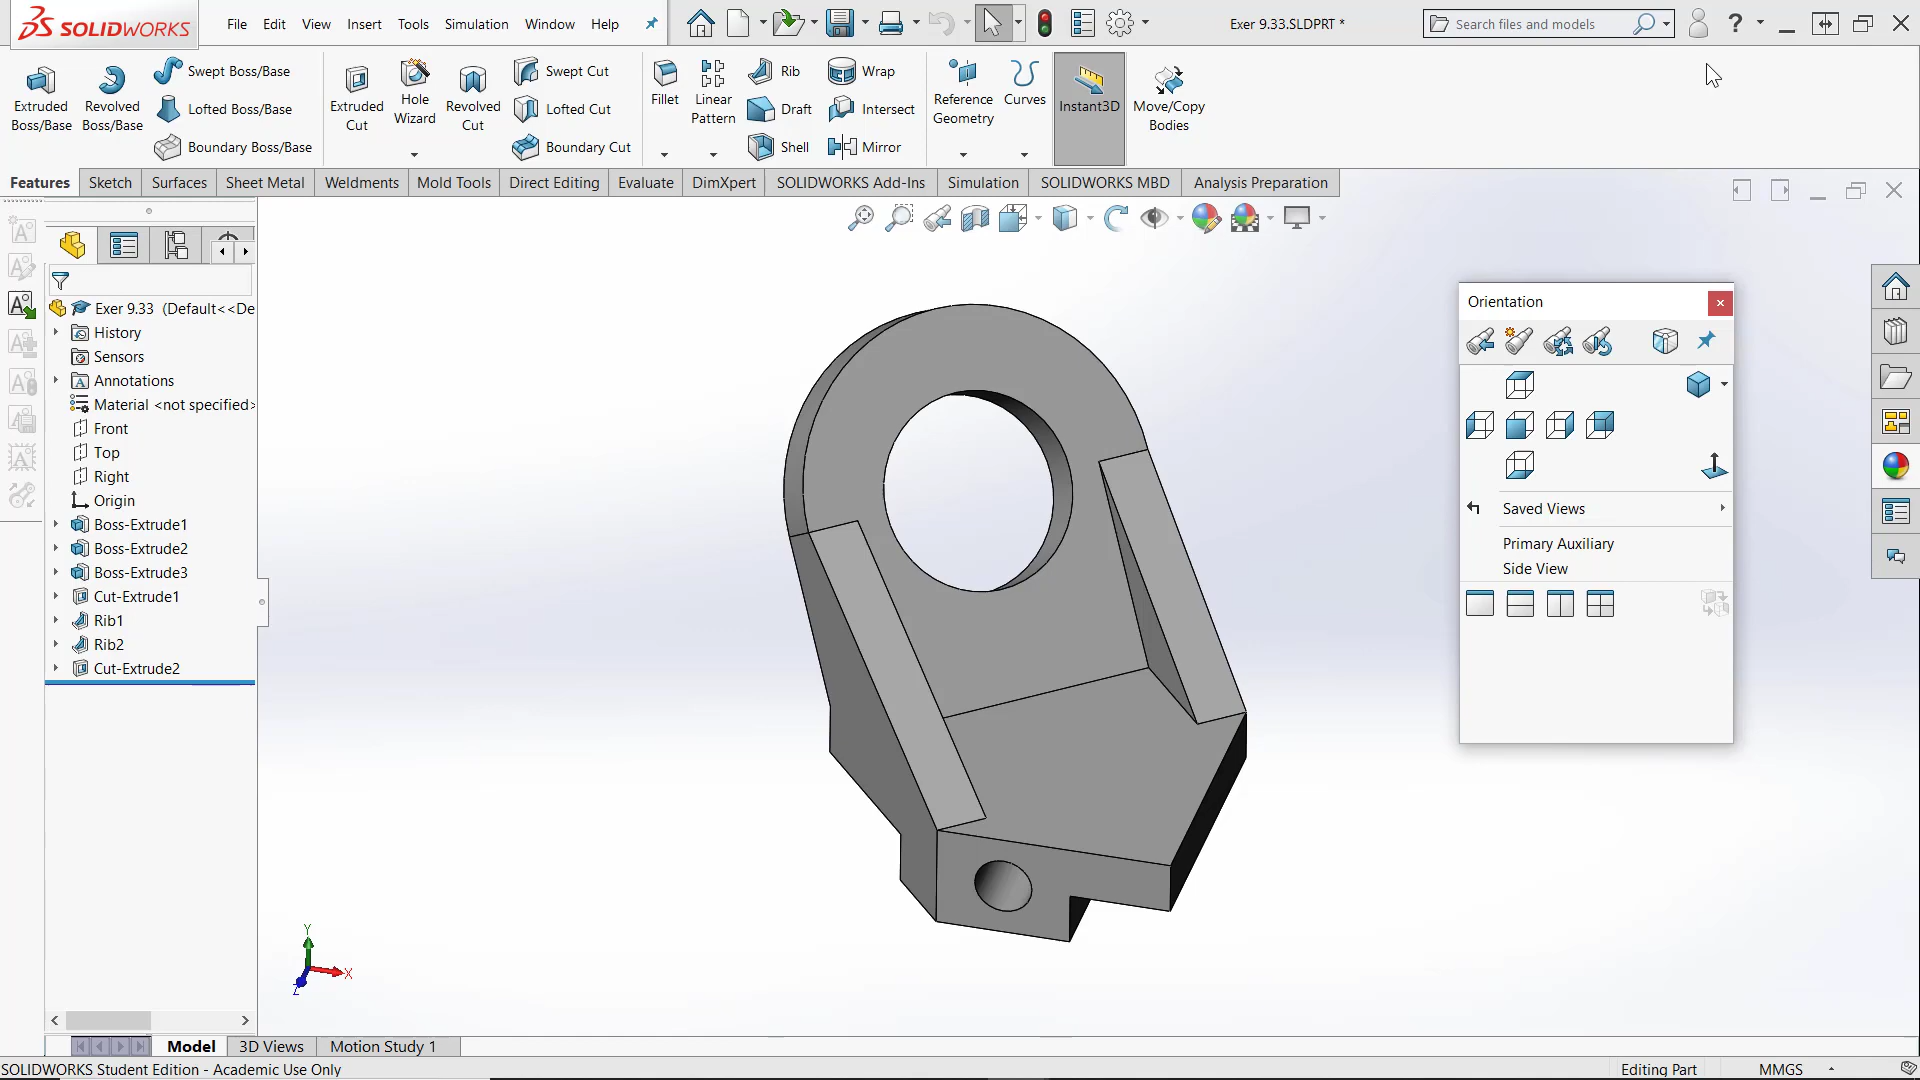 SOLIDWORKS
File Edit View Insert Tools Simulation Window Help
Exer 9.33.SLDPRT *
Search files and models
?
Extruded Boss/Base
Revolved Boss/Base
Swept Boss/Base
Lofted Boss/Base
Boundary Boss/Base
Extruded Cut
Hole Wizard
Revolved Cut
Swept Cut
Lofted Cut
Boundary Cut
Fillet
Linear Pattern
Rib
Draft
Shell
Wrap
Intersect
Mirror
Reference Geometry
Curves
Instant3D
Move/Copy Bodies
Features Sketch Surfaces Sheet Metal Weldments Mold Tools Direct Editing Evaluate DimXpert SOLIDWORKS Add-Ins Simulation SOLIDWORKS MBD Analysis Preparation
Exer 9.33 (Default<<De
History
Sensors
Annotations
Material <not specified>
Front
Top
Right
Origin
Boss-Extrude1
Boss-Extrude2
Boss-Extrude3
Cut-Extrude1
Rib1
Rib2
Cut-Extrude2
Orientation
Saved Views
Primary Auxiliary
Side View
Y
X
Z
Model 3D Views Motion Study 1
SOLIDWORKS Student Edition - Academic Use Only
Editing Part
MMGS